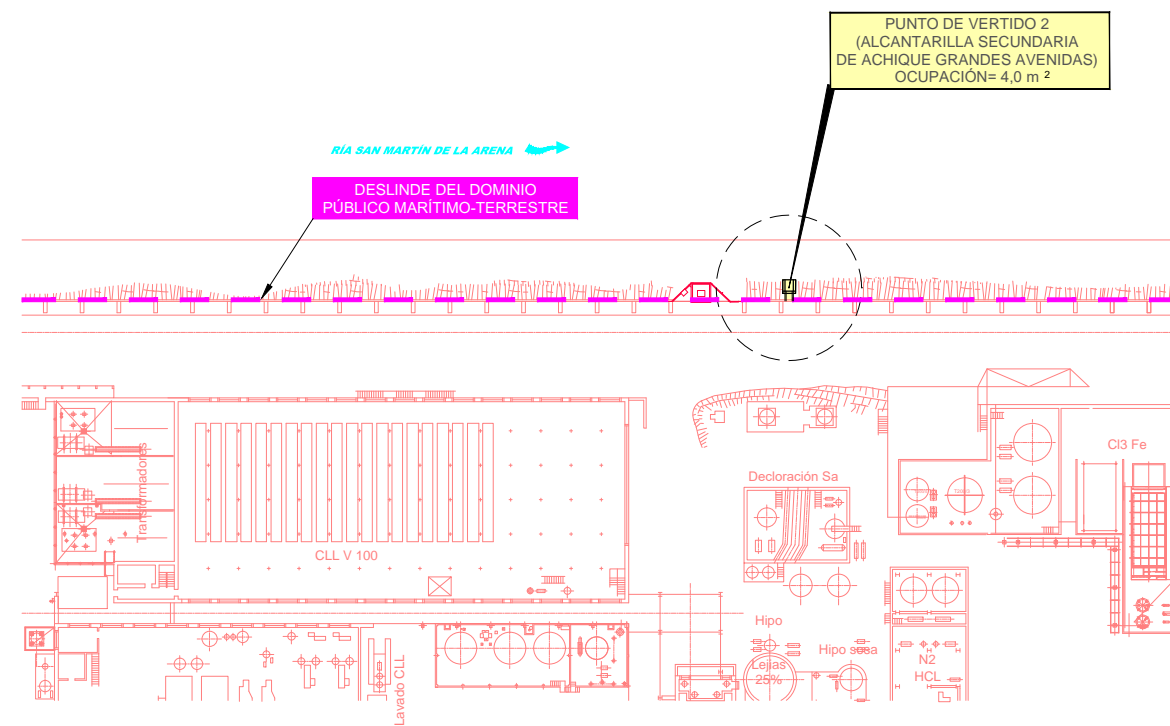 PUNTO DE VERTIDO 2
(ALCANTARILLA SECUNDARIA
DE ACHIQUE GRANDES AVENIDAS)
OCUPACIÓN= 4,0 m ²
RÍA SAN MARTÍN DE LA ARENA
DESLINDE DEL DOMINIO
PÚBLICO MARÍTIMO-TERRESTRE
Transformadores
CLL V 100
Decloración Sa
Cl3 Fe
Hipo
Lejias
25%
Hipo sosa
N2
HCL
Lavado CLL